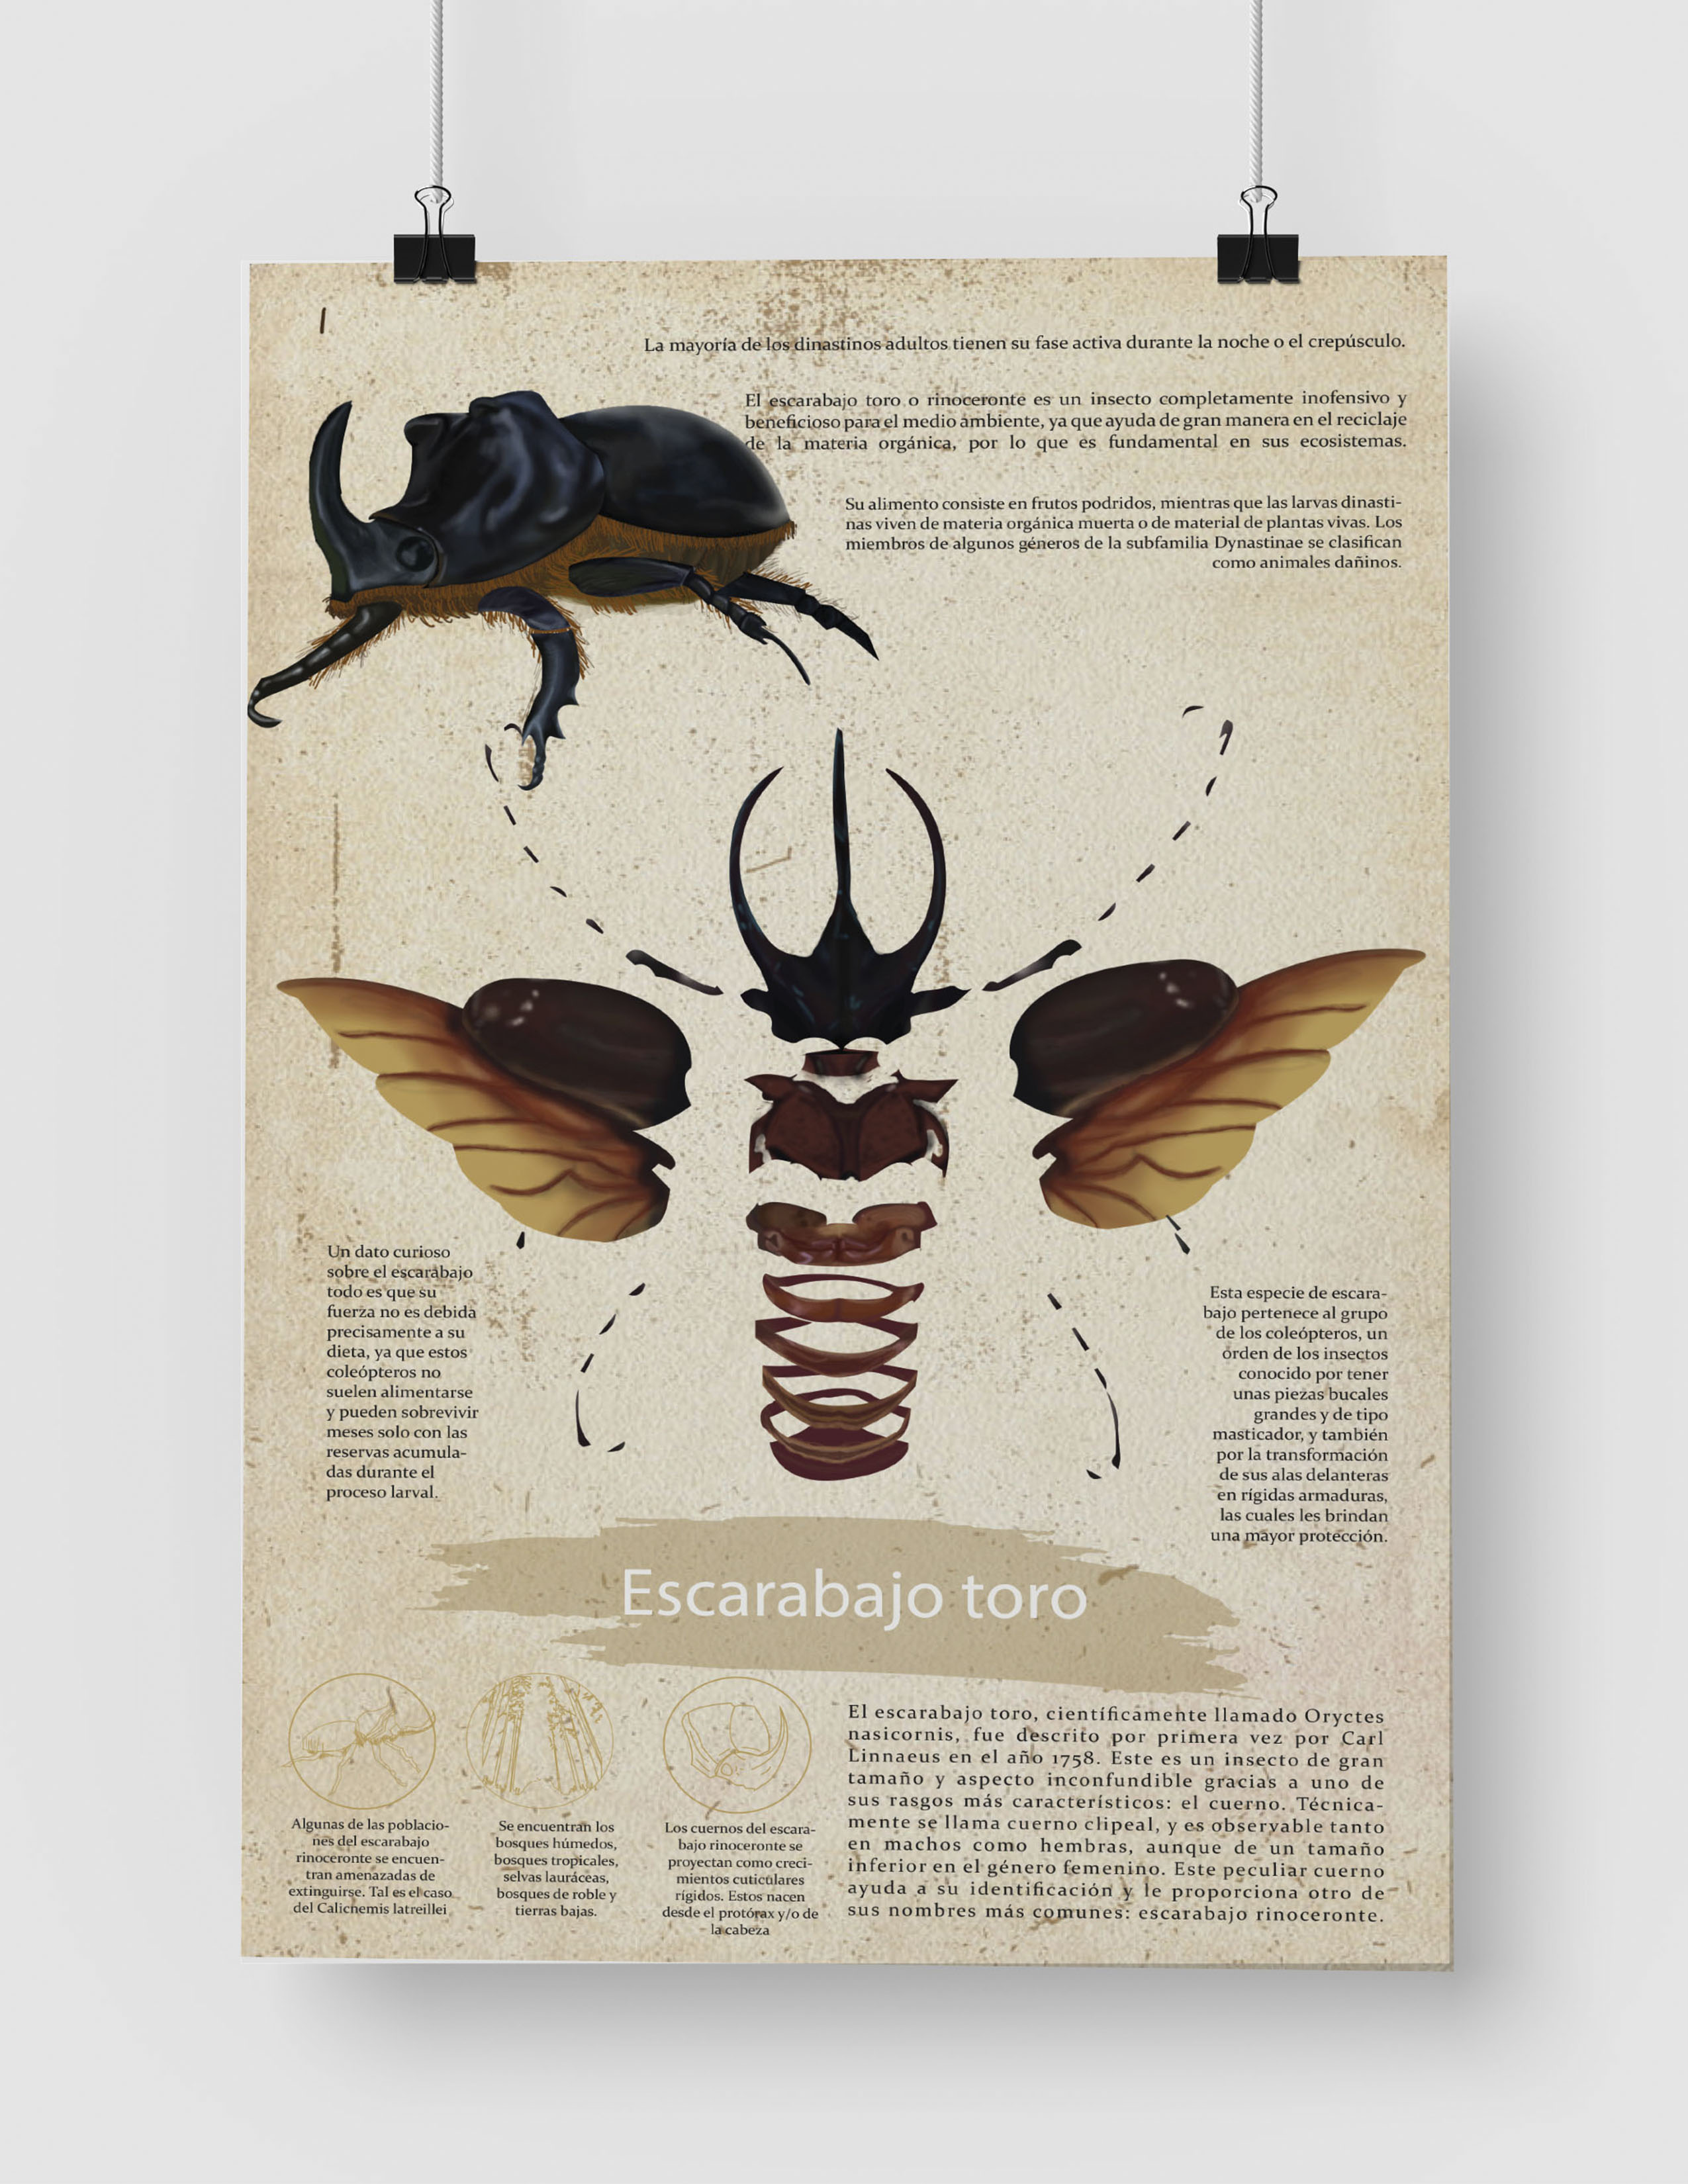 La mayoría de los dinastinos adultos tienen su fase activa durante la noche o el crepúsculo.
El escarabajo toro o rinoceronte es un insecto completamente inofensivo y
beneficioso para el medio ambiente, ya que ayuda de gran manera en el reciclaje
de la materia orgánica, por lo que es fundamental en sus ecosistemas.
Su alimento consiste en frutos podridos, mientras que las larvas dinasti-
nas viven de materia orgánica muerta o de material de plantas vivas. Los
miembros de algunos géneros de la subfamilia Dynastinae se clasifican
como animales dañinos.
Un dato curioso
sobre el escarabajo
todo es que su
fuerza no es debida
precisamente a su
dieta, ya que estos
coleópteros no
suelen alimentarse
y pueden sobrevivir
meses solo con las
reservas acumula-
das durante el
proceso larval.
Esta especie de escara-
bajo pertenece al grupo
de los coleópteros, un
orden de los insectos
conocido por tener
unas piezas bucales
grandes y de tipo
masticador, y también
por la transformación
de sus alas delanteras
en rígidas armaduras,
las cuales les brindan
una mayor protección.
Escarabajo toro
Algunas de las poblacio-
nes del escarabajo
rinoceronte se encuen-
tran amenazadas de
extinguirse. Tal es el caso
del Calichemis latreillei
Se encuentran los
bosques húmedos,
bosques tropicales,
selvas lauráceas,
bosques de roble y
tierras bajas.
Los cuernos del escara-
bajo rinoceronte se
proyectan como creci-
mientos cuticulares
rígidos. Estos nacen
desde el protórax y/o de
la cabeza
El escarabajo toro, científicamente llamado Oryctes
nasicornis, fue descrito por primera vez por Carl
Linnaeus en el año 1758. Este es un insecto de gran
tamaño y aspecto inconfundible gracias a uno de
sus rasgos más característicos: el cuerno. Técnica-
mente se llama cuerno clipeal, y es observable tanto
en machos como hembras, aunque de un tamaño
inferior en el género femenino. Este peculiar cuerno
ayuda a su identificación y le proporciona otro de
sus nombres más comunes: escarabajo rinoceronte.